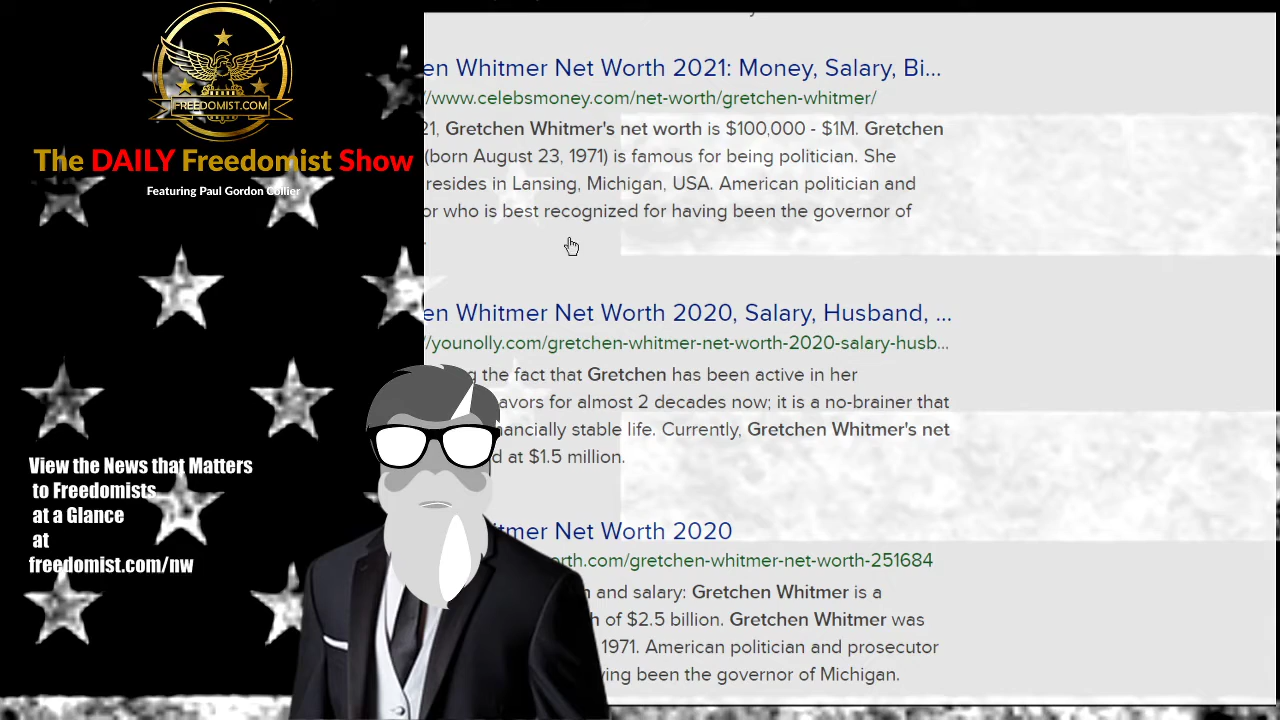 FREEDOMIST.COM
The DAILY Freedomist Show
Featuring Paul Gordon Collier
View the News that Matters
to Freedomists
at a Glance
at
freedomist.com/nw
en Whitmer Net Worth 2021: Money, Salary, Bi...
/www.celebsmoney.com/net-worth/gretchen-whitmer/
21, Gretchen Whitmer's net worth is $100,000 - $1M. Gretchen
(born August 23, 1971) is famous for being politician. She
resides in Lansing, Michigan, USA. American politician and
or who is best recognized for having been the governor of
en Whitmer Net Worth 2020, Salary, Husband, ...
/younolly.com/gretchen-whitmer-net-worth-2020-salary-husb...
g the fact that Gretchen has been active in her
avors for almost 2 decades now; it is a no-brainer that
nancially stable life. Currently, Gretchen Whitmer's net
d at $1.5 million.
itmer Net Worth 2020
orth.com/gretchen-whitmer-net-worth-251684
h and salary: Gretchen Whitmer is a
h of $2.5 billion. Gretchen Whitmer was
1971. American politician and prosecutor
ving been the governor of Michigan.